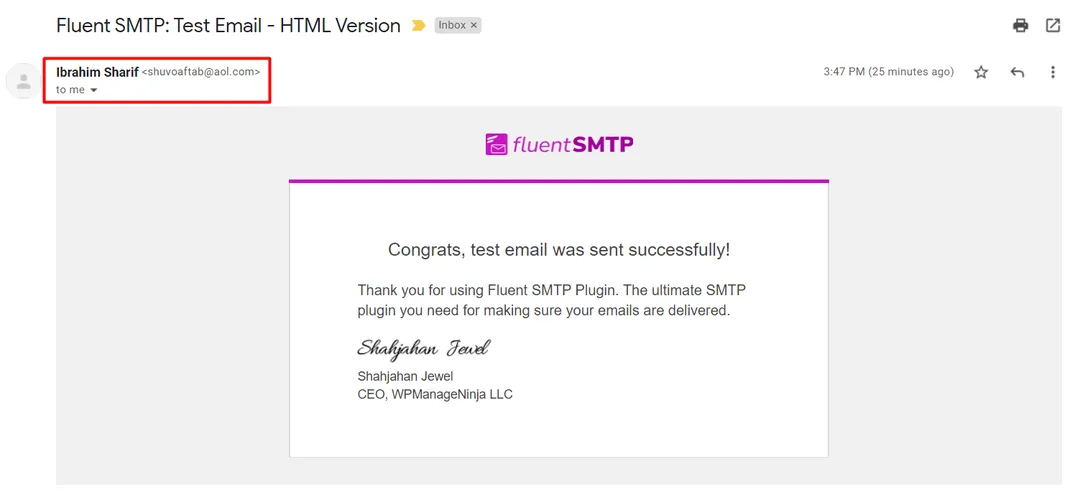 Fluent SMTP: Test Email - HTML Version Inbox ×
Ibrahim Sharif <shuvoaftab@aol.com> 3:47 PM (25 minutes ago)
to me
fluentSMTP
Congrats, test email was sent successfully!
Thank you for using Fluent SMTP Plugin. The ultimate SMTP
plugin you need for making sure your emails are delivered.
Shahjahan Jewel
Shahjahan Jewel
CEO, WPManageNinja LLC